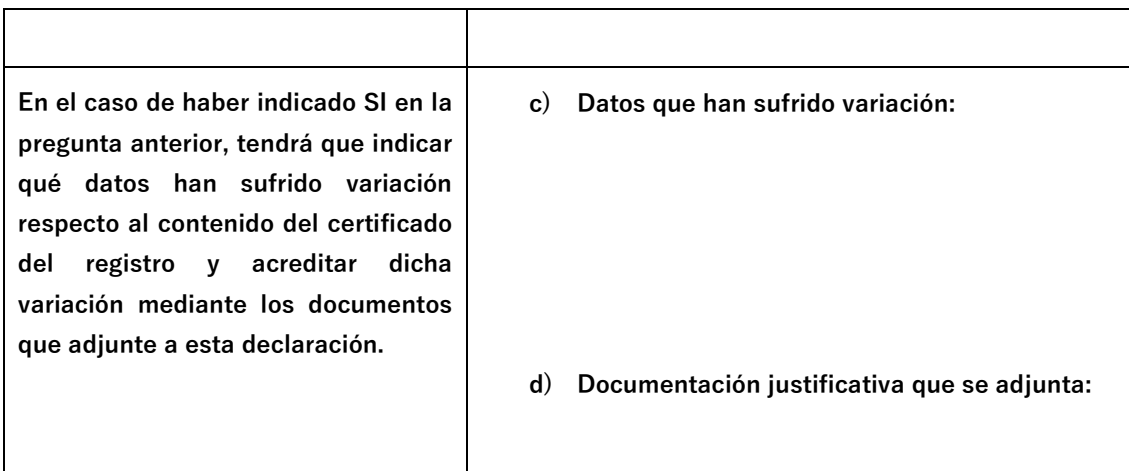 En el caso de haber indicado SI en la
pregunta anterior, tendrá que indicar
qué datos han sufrido variación
respecto al contenido del certificado
del registro y acreditar dicha
variación mediante los documentos
que adjunte a esta declaración.
c) Datos que han sufrido variación:
d) Documentación justificativa que se adjunta: